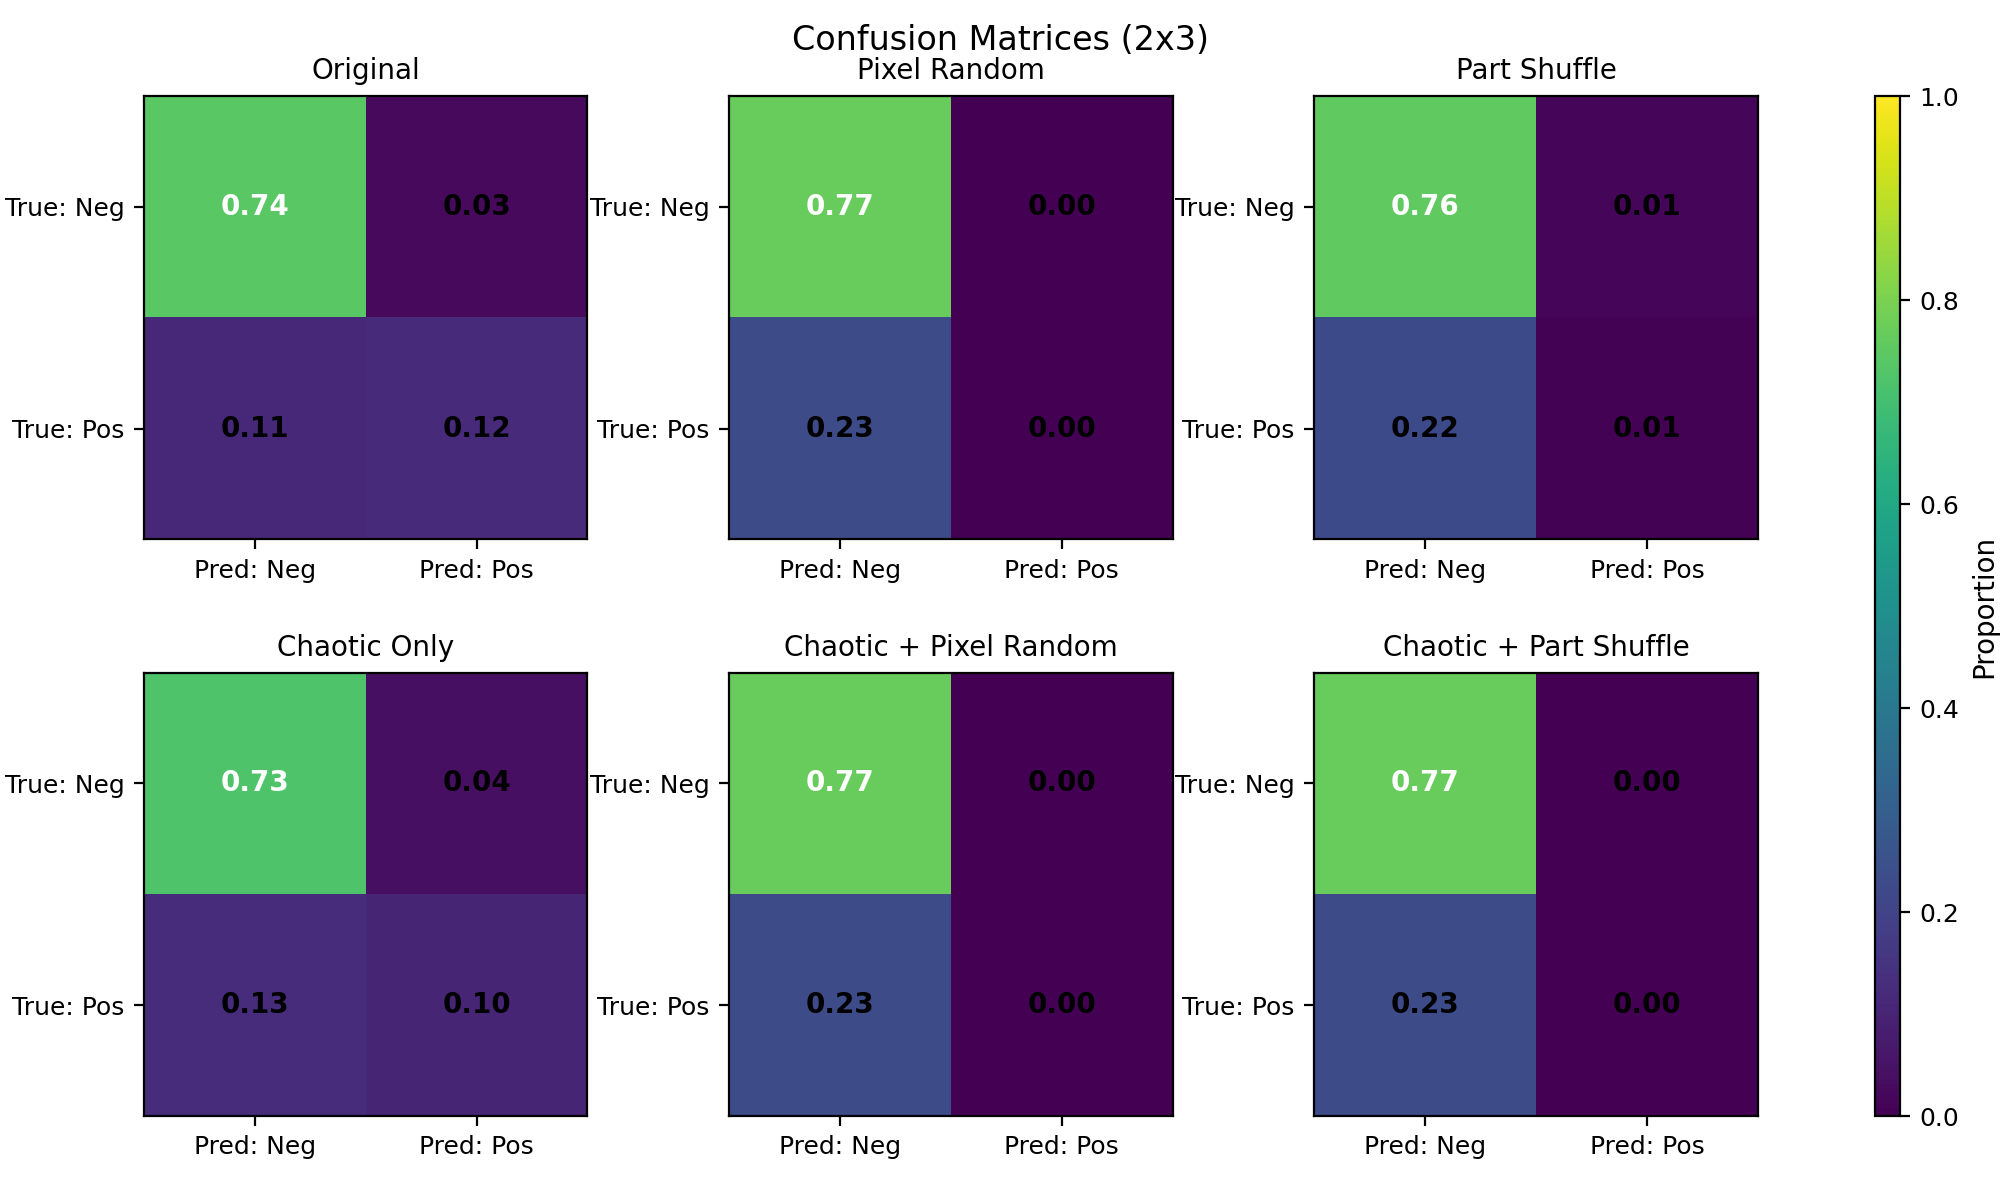 Confusion Matrices (2x3)
Original
Pixel Random
Part Shuffle
True: Neg
0.74
0.03
True: Neg
0.77
0.00
True: Neg
0.76
0.01
True: Pos
0.11
0.12
True: Pos
0.23
0.00
True: Pos
0.22
0.01
Pred: Neg
Pred: Pos
Pred: Neg
Pred: Pos
Pred: Neg
Pred: Pos
Chaotic Only
Chaotic + Pixel Random
Chaotic + Part Shuffle
True: Neg
0.73
0.04
True: Neg
0.77
0.00
True: Neg
0.77
0.00
True: Pos
0.13
0.10
True: Pos
0.23
0.00
True: Pos
0.23
0.00
Pred: Neg
Pred: Pos
Pred: Neg
Pred: Pos
Pred: Neg
Pred: Pos
1.0
0.8
0.6
0.4
0.2
0.0
Proportion